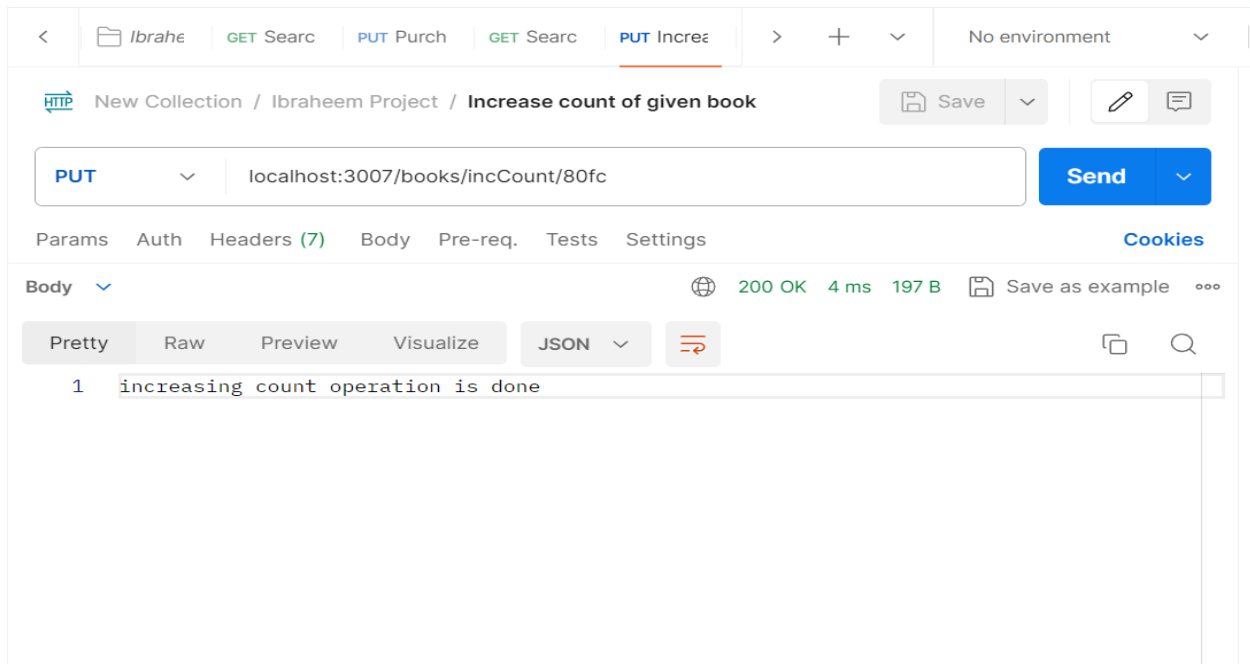 Ibrahe GET Searc PUT Purch GET Searc PUT Increa No environment
HTTP New Collection / Ibraheem Project / Increase count of given book Save
PUT localhost:3007/books/incCount/80fc Send
Params Auth Headers (7) Body Pre-req. Tests Settings Cookies
Body 200 OK 4 ms 197 B Save as example
Pretty Raw Preview Visualize JSON
1 increasing count operation is done